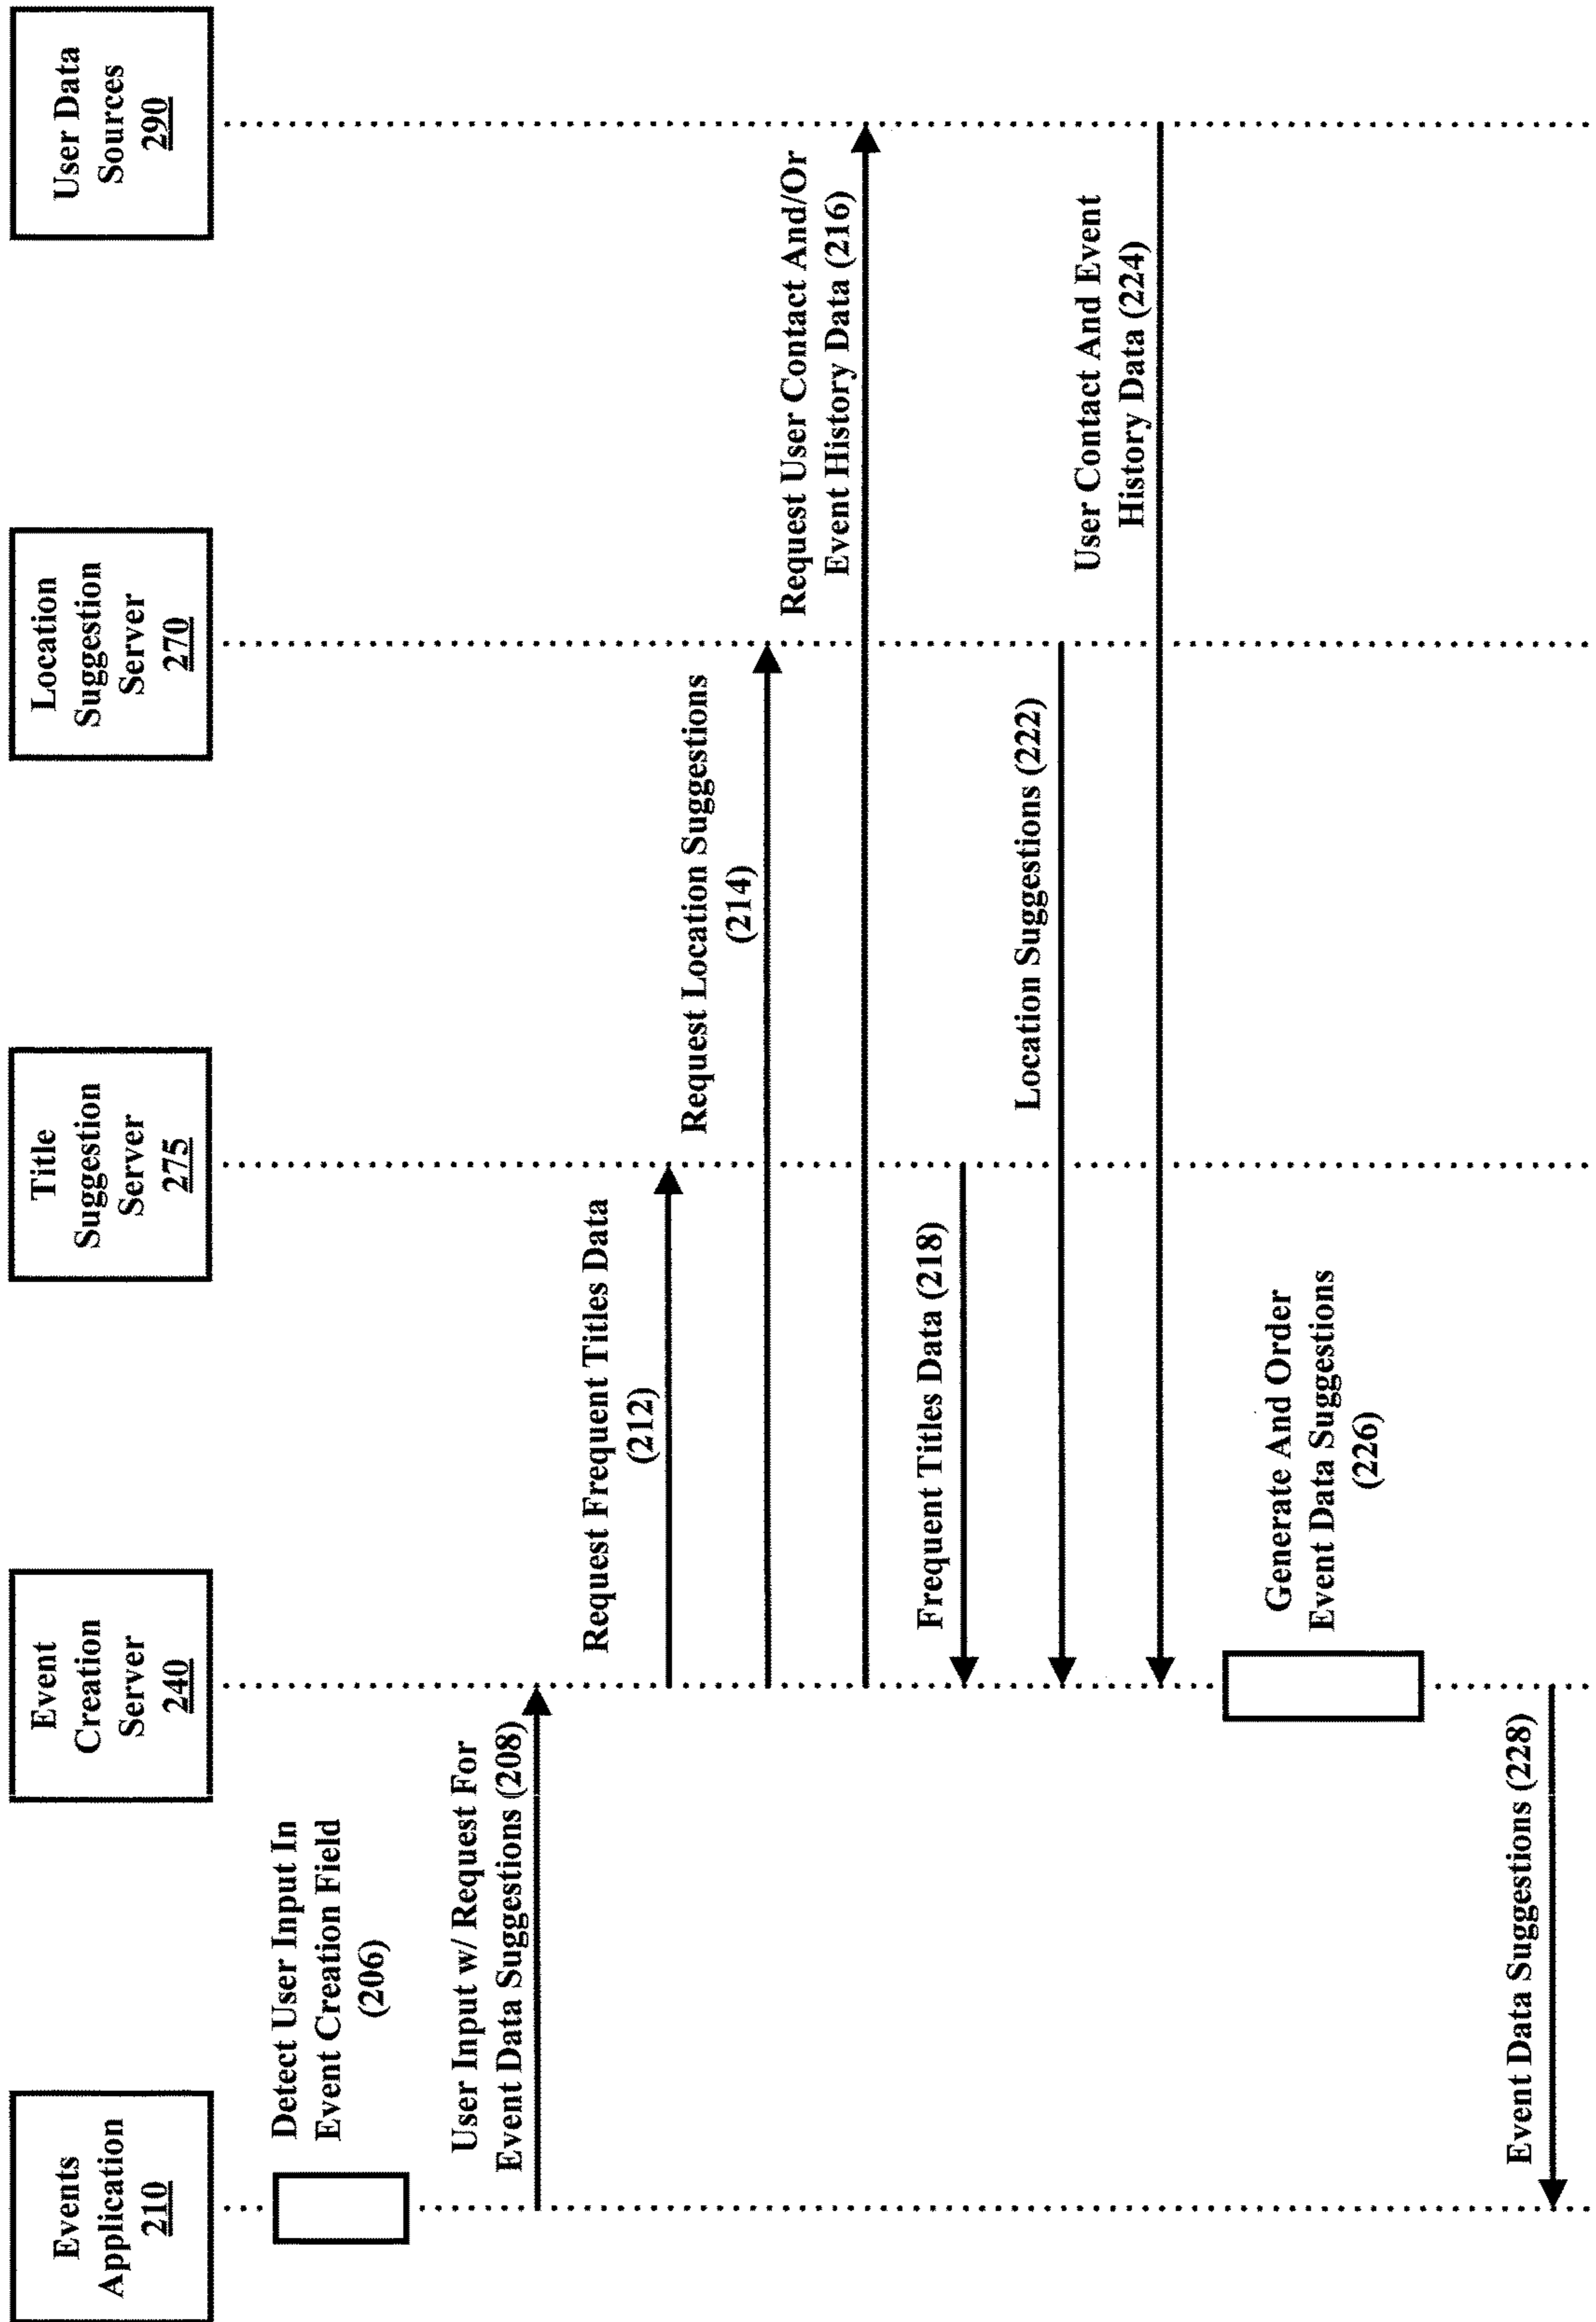 Events
Application
210
Event
Creation
Server
240
Title
Suggestion
Server
275
Location
Suggestion
Server
270
User Data
Sources
290
Detect User Input In
Event Creation Field
(206)
User Input w/ Request For
Event Data Suggestions (208)
Request Frequent Titles Data
(212)
Request Location Suggestions
(214)
Request User Contact And/Or
Event History Data (216)
Frequent Titles Data (218)
Location Suggestions (222)
User Contact And Event
History Data (224)
Generate And Order
Event Data Suggestions
(226)
Event Data Suggestions (228)